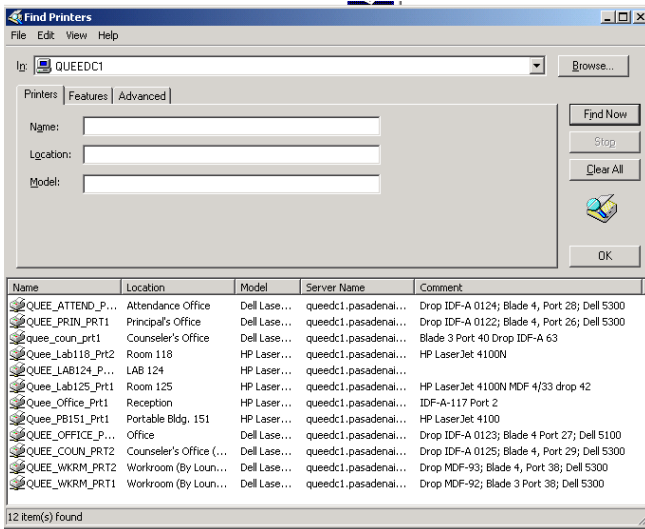 Find Printers
File Edit View Help
In: QUEEDC1 Browse...
Printers Features Advanced
Name: Find Now
Stop
Location:
Clear All
Model:
OK
Name Location Model Server Name Comment
QUEE_ATTEND_P... Attendance Office Dell Lase... queedc1.pasadenai... Drop IDF-A 0124; Blade 4, Port 28; Dell 5300
QUEE_PRIN_PRT1 Principal's Office Dell Lase... queedc1.pasadenai... Drop IDF-A 0122; Blade 4, Port 26; Dell 5300
quee_coun_prt1 Counseler's Office Dell Lase... queedc1.pasadenai... Blade 3 Port 40 Drop IDF-A 63
Quee_Lab118_Prt2 Room 118 HP Laser... queedc1.pasadenai... HP LaserJet 4100N
QUEE_LAB124_P... LAB 124 HP Laser... queedc1.pasadenai...
Quee_Lab125_Prt1 Room 125 HP Laser... queedc1.pasadenai... HP LaserJet 4100N MDF 4/33 drop 42
Quee_Office_Prt1 Reception HP Laser... queedc1.pasadenai... IDF-A-117 Port 2
Quee_PB151_Prt1 Portable Bldg. 151 HP Laser... queedc1.pasadenai... HP LaserJet 4100
QUEE_OFFICE_P... Office Dell Lase... queedc1.pasadenai... Drop IDF-A 0123; Blade 4 Port 27; Dell 5100
QUEE_COUN_PRT2 Counseler's Office (... Dell Lase... queedc1.pasadenai... Drop IDF-A 0125; Blade 4, Port 29; Dell 5300
QUEE_WKRM_PRT2 Workroom (By Loun... Dell Lase... queedc1.pasadenai... Drop MDF-93; Blade 4, Port 38; Dell 5300
QUEE_WKRM_PRT1 Workroom (By Loun... Dell Lase... queedc1.pasadenai... Drop MDF-92; Blade 3 Port 38; Dell 5300
12 item(s) found